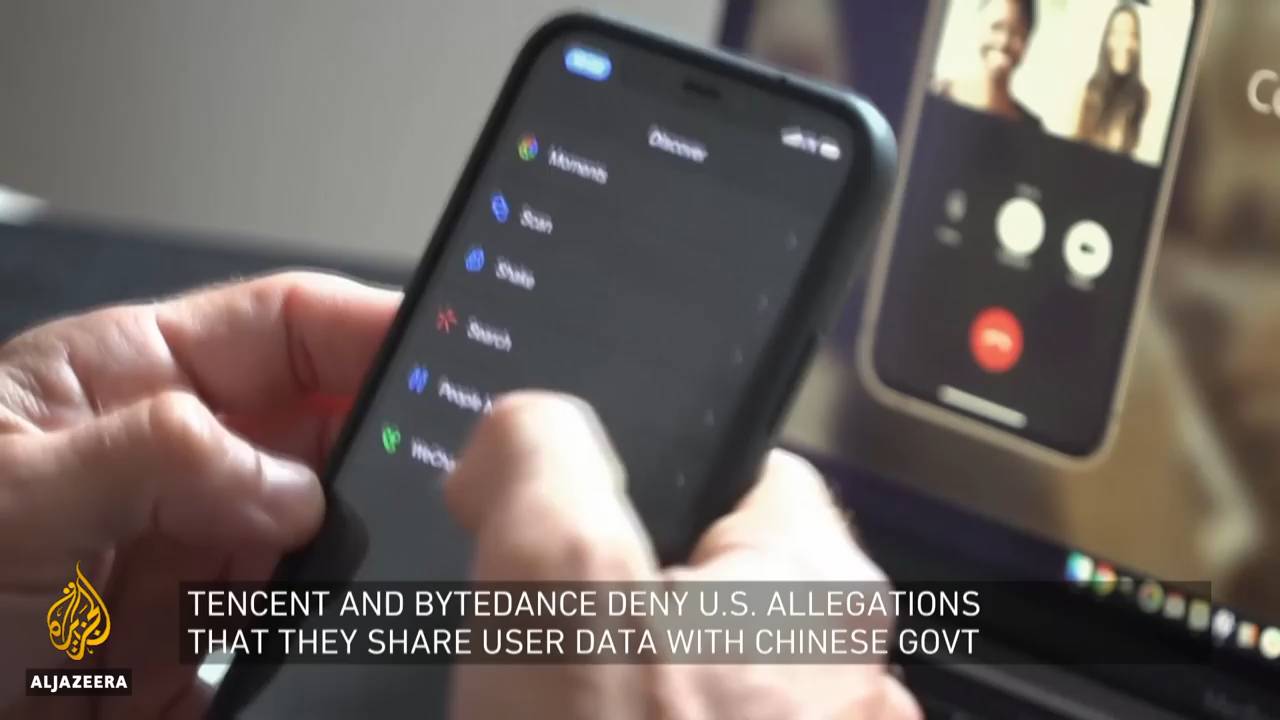 Discover
Moments
Scan
Shake
Search
People
TENCENT AND BYTEDANCE DENY U.S. ALLEGATIONS
THAT THEY SHARE USER DATA WITH CHINESE GOVT
ALJAZEERA